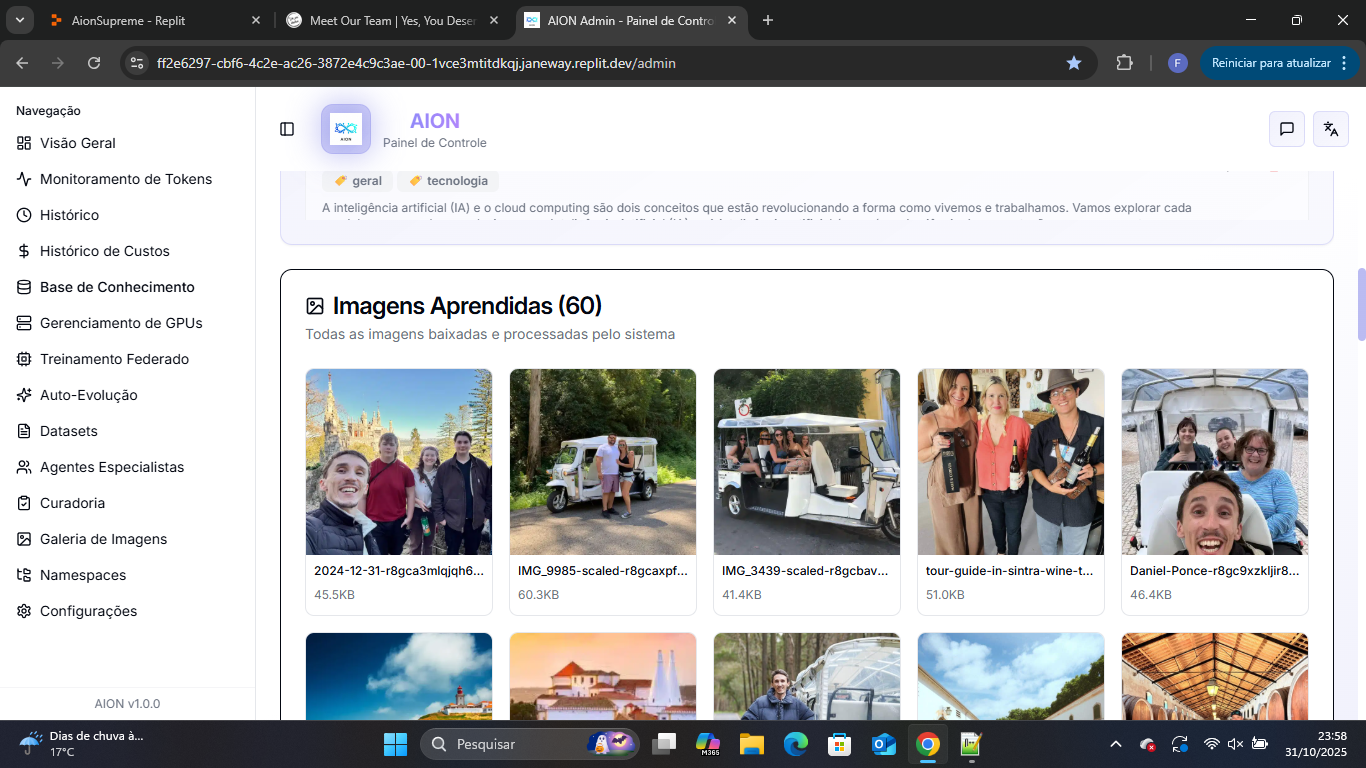 AionSupreme - Replit
Meet Our Team | Yes, You Deser
AION Admin - Painel de Contro
ff2e6297-cbf6-4c2e-ac26-3872e4c9c3ae-00-1vce3mtitdkqj.janeway.replit.dev/admin
F
Reiniciar para atualizar
Navegação
Visão Geral
Monitoramento de Tokens
Histórico
Histórico de Custos
Base de Conhecimento
Gerenciamento de GPUs
Treinamento Federado
Auto-Evolução
Datasets
Agentes Especialistas
Curadoria
Galeria de Imagens
Namespaces
Configurações
AION v1.0.0
AION
AION
Painel de Controle
geral
tecnologia
A inteligência artificial (IA) e o cloud computing são dois conceitos que estão revolucionando a forma como vivemos e trabalhamos. Vamos explorar cada
Imagens Aprendidas (60)
Todas as imagens baixadas e processadas pelo sistema
2024-12-31-r8gca3mlqjqh6...
45.5KB
IMG_9985-scaled-r8gcaxpf...
60.3KB
IMG_3439-scaled-r8gcbav...
41.4KB
tour-guide-in-sintra-wine-t...
51.0KB
Daniel-Ponce-r8gc9xzkljir8...
46.4KB
Dias de chuva à...
17°C
Pesquisar
M365
23:58
31/10/2025